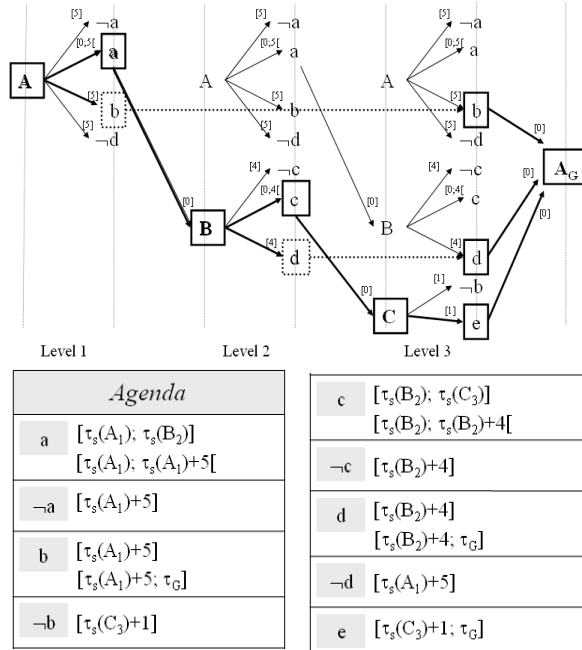 [5] ¬a [5] ¬a [5] ¬a
[0;5[ a [0;5[ a [0;5[ a
A A A
[5] b [5] b [5] b [0]
[5] ¬d [5] ¬d [5] ¬d
A_G
[4] ¬c [4] ¬c [0]
[0] [0;4[ c [0] [0;4[ c [0]
B B
[4] d [4] d
[0] [1] ¬b
C [1] e
Level 1 Level 2 Level 3
Agenda
a [τ_s(A_1); τ_s(B_2)]
[τ_s(A_1); τ_s(A_1)+5[
¬a [τ_s(A_1)+5]
b [τ_s(A_1)+5]
[τ_s(A_1)+5; τ_G]
¬b [τ_s(C_3)+1]
c [τ_s(B_2); τ_s(C_3)]
[τ_s(B_2); τ_s(B_2)+4[
¬c [τ_s(B_2)+4]
d [τ_s(B_2)+4]
[τ_s(B_2)+4; τ_G]
¬d [τ_s(A_1)+5]
e [τ_s(C_3)+1; τ_G]